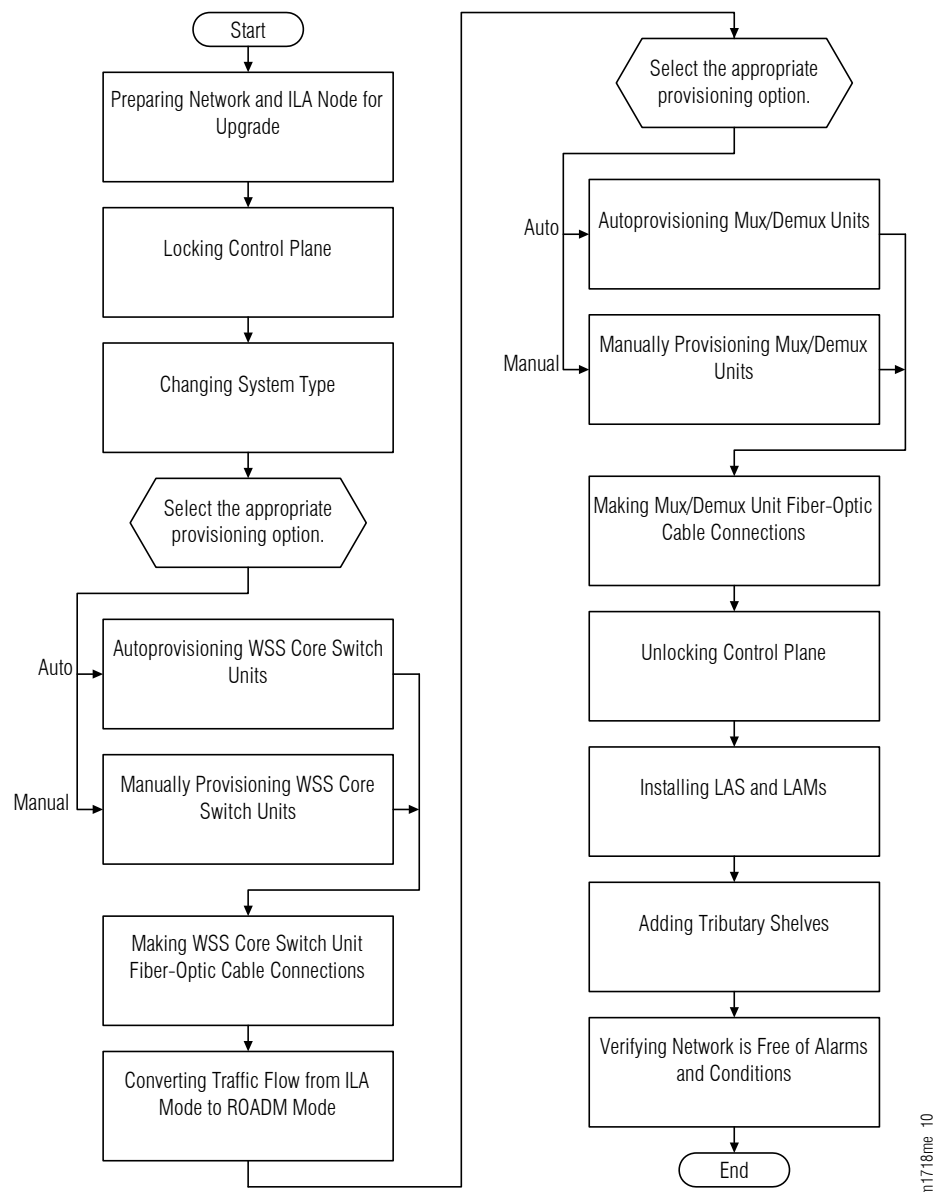 Start
Preparing Network and ILA Node for
Upgrade
Locking Control Plane
Changing System Type
Select the appropriate
provisioning option.
Auto
Autoprovisioning WSS Core Switch
Units
Manual
Manually Provisioning WSS Core
Switch Units
Making WSS Core Switch Unit
Fiber-Optic Cable Connections
Converting Traffic Flow from ILA
Mode to ROADM Mode
Select the appropriate
provisioning option.
Auto
Autoprovisioning Mux/Demux Units
Manual
Manually Provisioning Mux/Demux
Units
Making Mux/Demux Unit Fiber-Optic
Cable Connections
Unlocking Control Plane
Installing LAS and LAMs
Adding Tributary Shelves
Verifying Network is Free of Alarms
and Conditions
End
m1718me_10